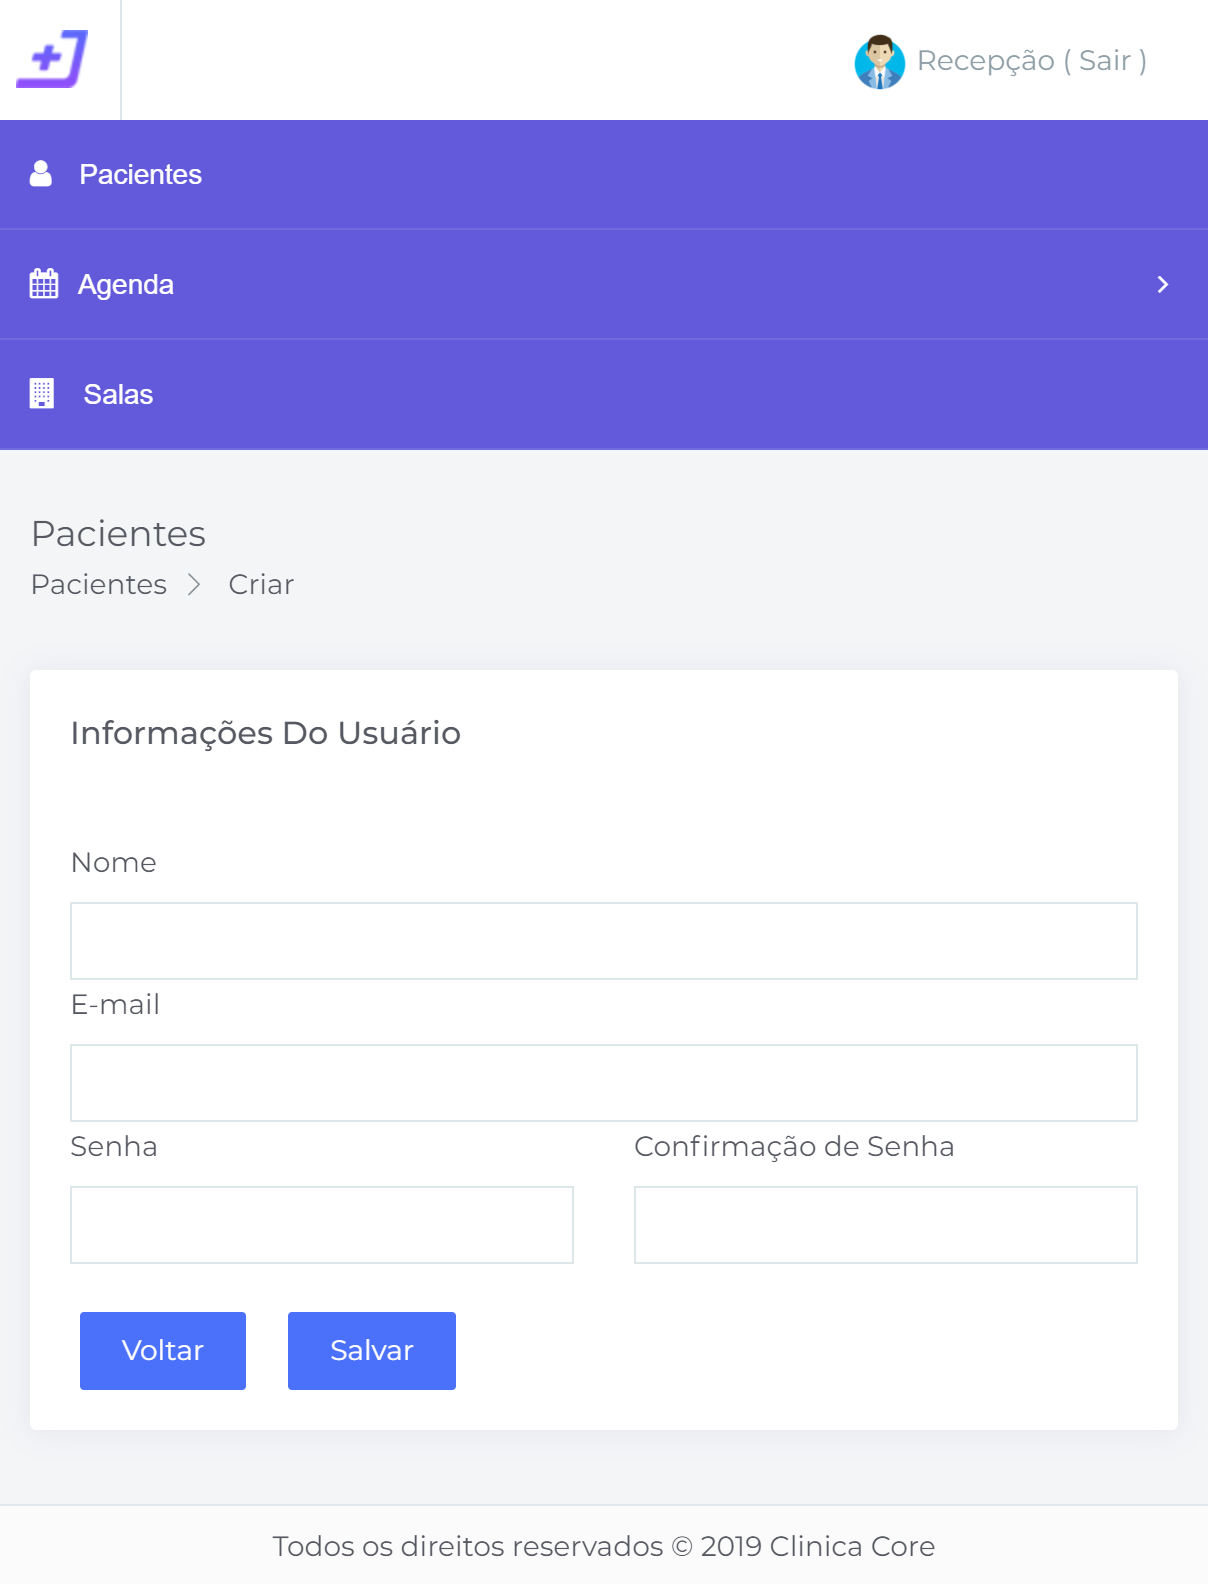 Recepção ( Sair )
Pacientes
Agenda
Salas
Pacientes
Pacientes > Criar
Informações Do Usuário
Nome
E-mail
Senha Confirmação de Senha
Voltar Salvar
Todos os direitos reservados © 2019 Clinica Core